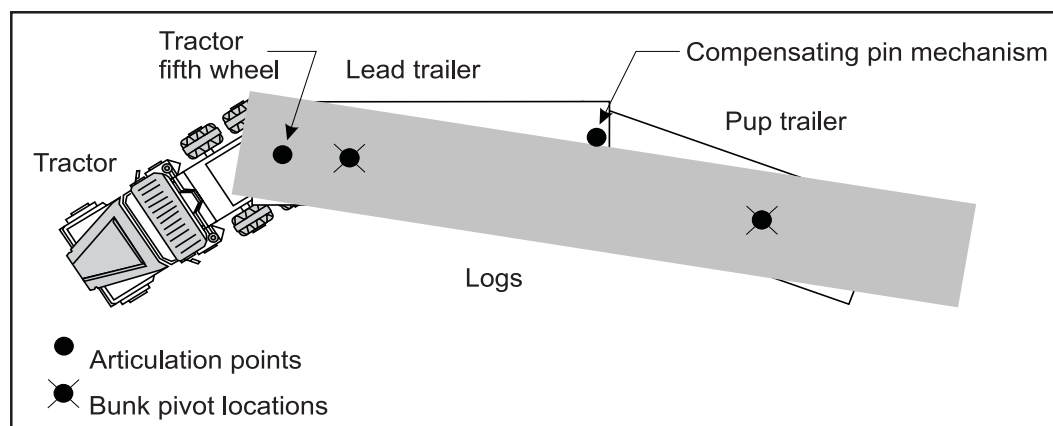 Tractor
fifth wheel
Lead trailer
Compensating pin mechanism
Pup trailer
Tractor
Logs
Articulation points
Bunk pivot locations